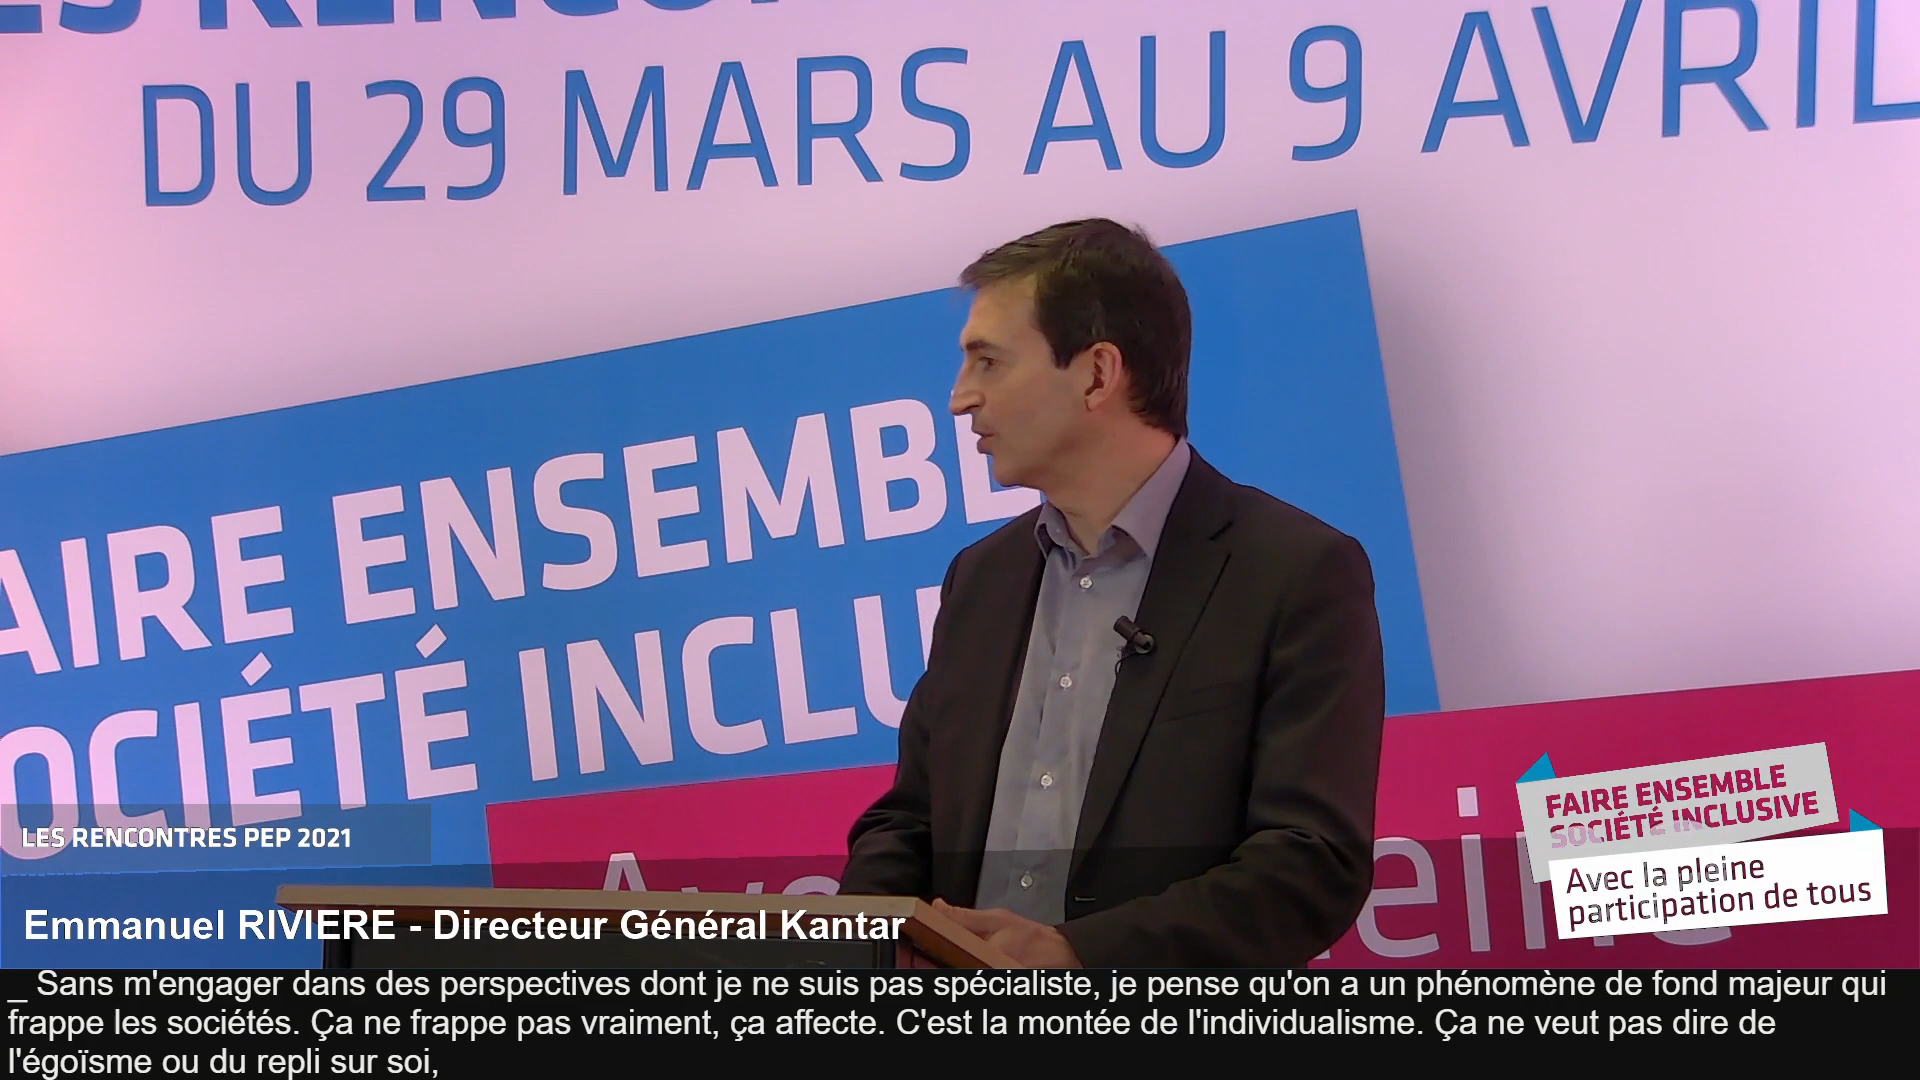 DU 29 MARS AU 9 AVRIL
AIRE ENSEMBLE
OCIÉTÉ INCLU
LES RENCONTRES PEP 2021
Emmanuel RIVIERE - Directeur Général Kantar
FAIRE ENSEMBLE
SOCIÉTÉ INCLUSIVE
Avec la pleine
participation de tous
_ Sans m'engager dans des perspectives dont je ne suis pas spécialiste, je pense qu'on a un phénomène de fond majeur qui
frappe les sociétés. Ça ne frappe pas vraiment, ça affecte. C'est la montée de l'individualisme. Ça ne veut pas dire de
l'égoïsme ou du repli sur soi,